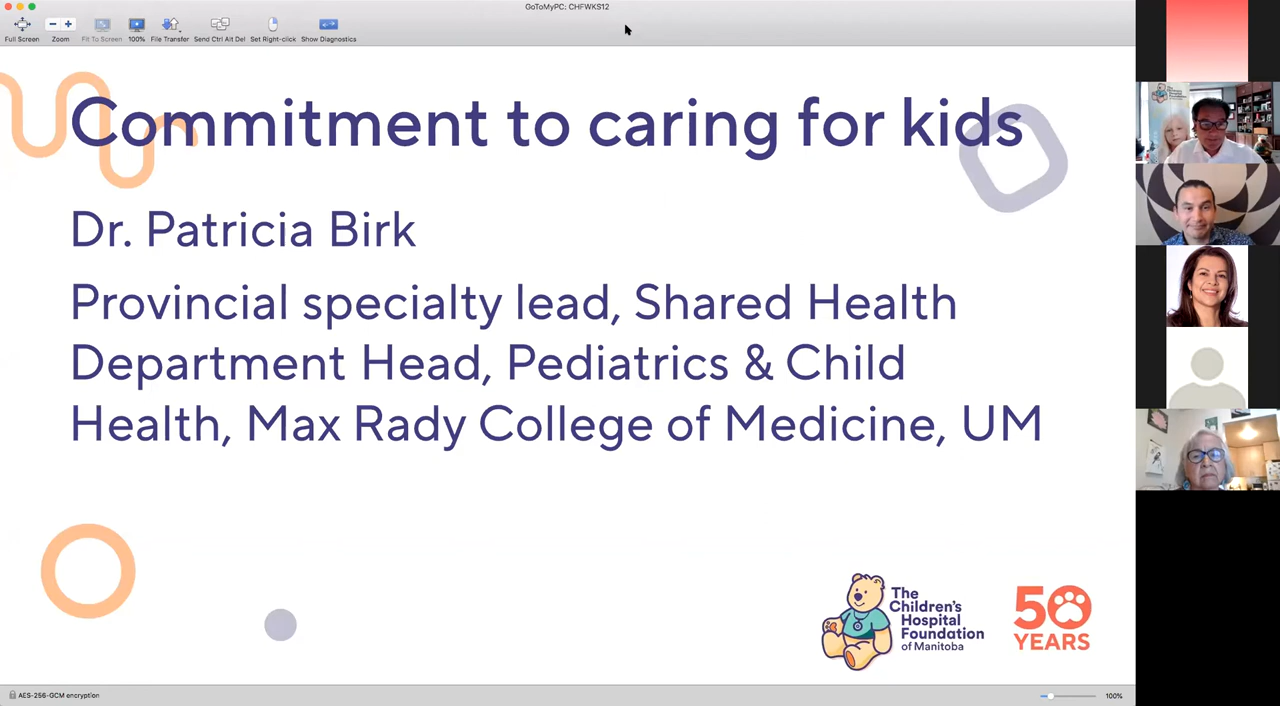 GoToMyPC: CHFWKS12
Full Screen
Zoom
Fit To Screen
100%
File Transfer
Send Ctrl Alt Del
Set Right-click
Show Diagnostics
Commitment to caring for kids
Dr. Patricia Birk
Provincial specialty lead, Shared Health
Department Head, Pediatrics & Child
Health, Max Rady College of Medicine, UM
The
Children's
Hospital
Foundation
of Manitoba
50
YEARS
AES-256-GCM encryption
100%